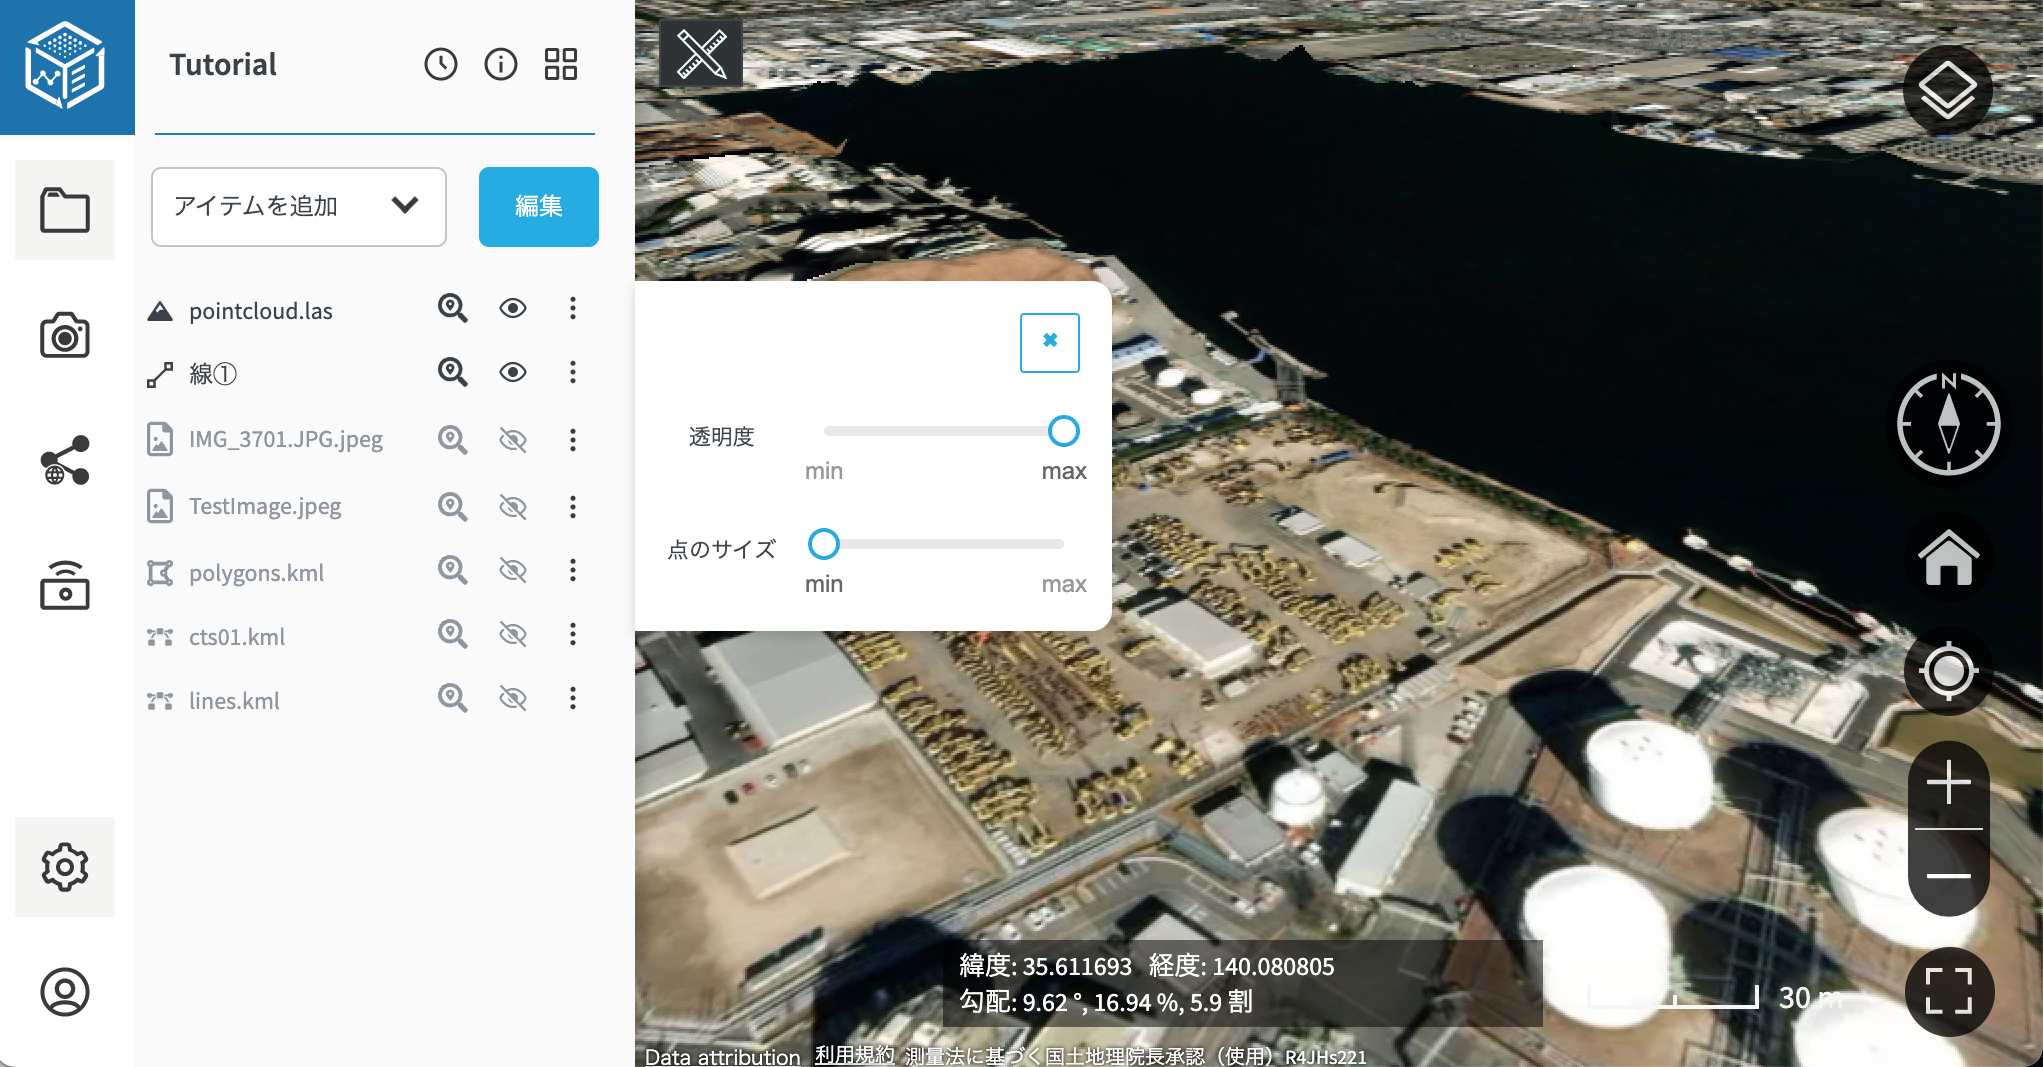 Tutorial
アイテムを追加
編集
pointcloud.las
線①
IMG_3701.JPG.jpeg
TestImage.jpeg
polygons.kml
cts01.kml
lines.kml
透明度
min max
点のサイズ
min max
N
緯度: 35.611693 経度: 140.080805
勾配: 9.62 °, 16.94 %, 5.9 割
30 m
Data attribution 利用規約 測量法に基づく国土地理院長承認（使用）R4JHs221